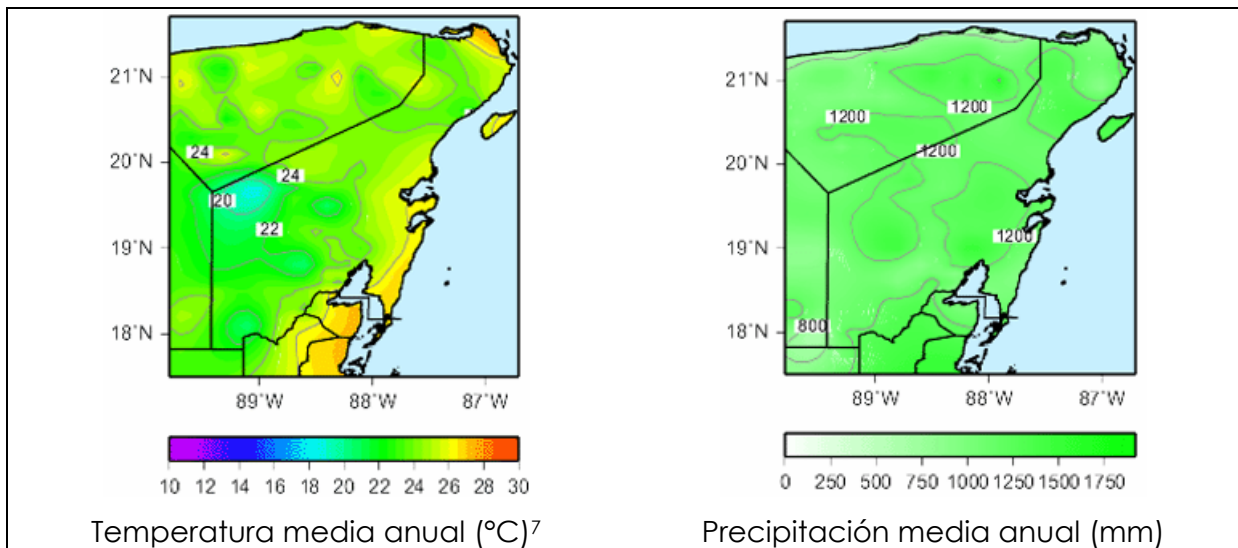 21°N
20°N
19°N
18°N
24
24
20
22
89°W 88°W 87°W
10 12 14 16 18 20 22 24 26 28 30
Temperatura media anual (°C)7
21°N
20°N
19°N
18°N
1200
1200
1200
1200
800
89°W 88°W 87°W
0 250 500 750 1000 1250 1500 1750
Precipitación media anual (mm)